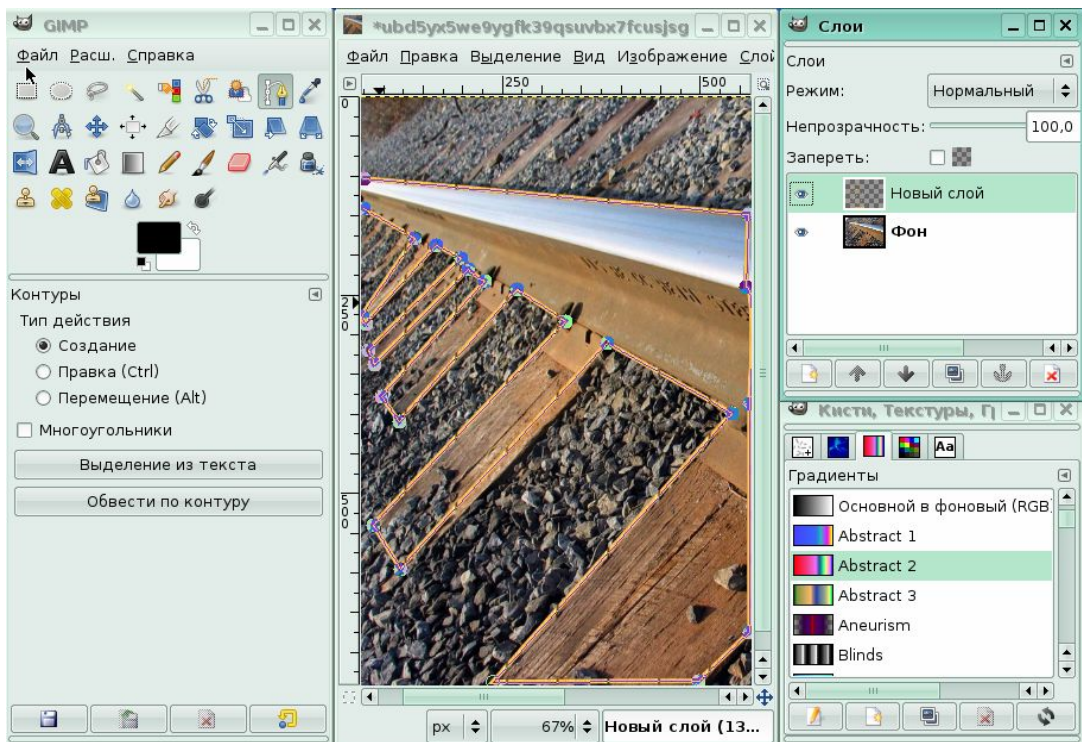 GIMP
Файл Расш. Справка
Контуры
Тип действия
Создание
Правка (Ctrl)
Перемещение (Alt)
Многоугольники
Выделение из текста
Обвести по контуру
*ubd5yx5we9ygfk39qsuvbx7fcusjsg
Файл Правка Выделение Вид Изображение Слой
250 500
0
250
500
px 67% Новый слой (13...
Слои
Слои
Режим: Нормальный
Непрозрачность: 100,0
Запереть:
Новый слой
Фон
Кисти, Текстуры, Гр
Aa
Градиенты
Основной в фоновый (RGB)
Abstract 1
Abstract 2
Abstract 3
Aneurism
Blinds